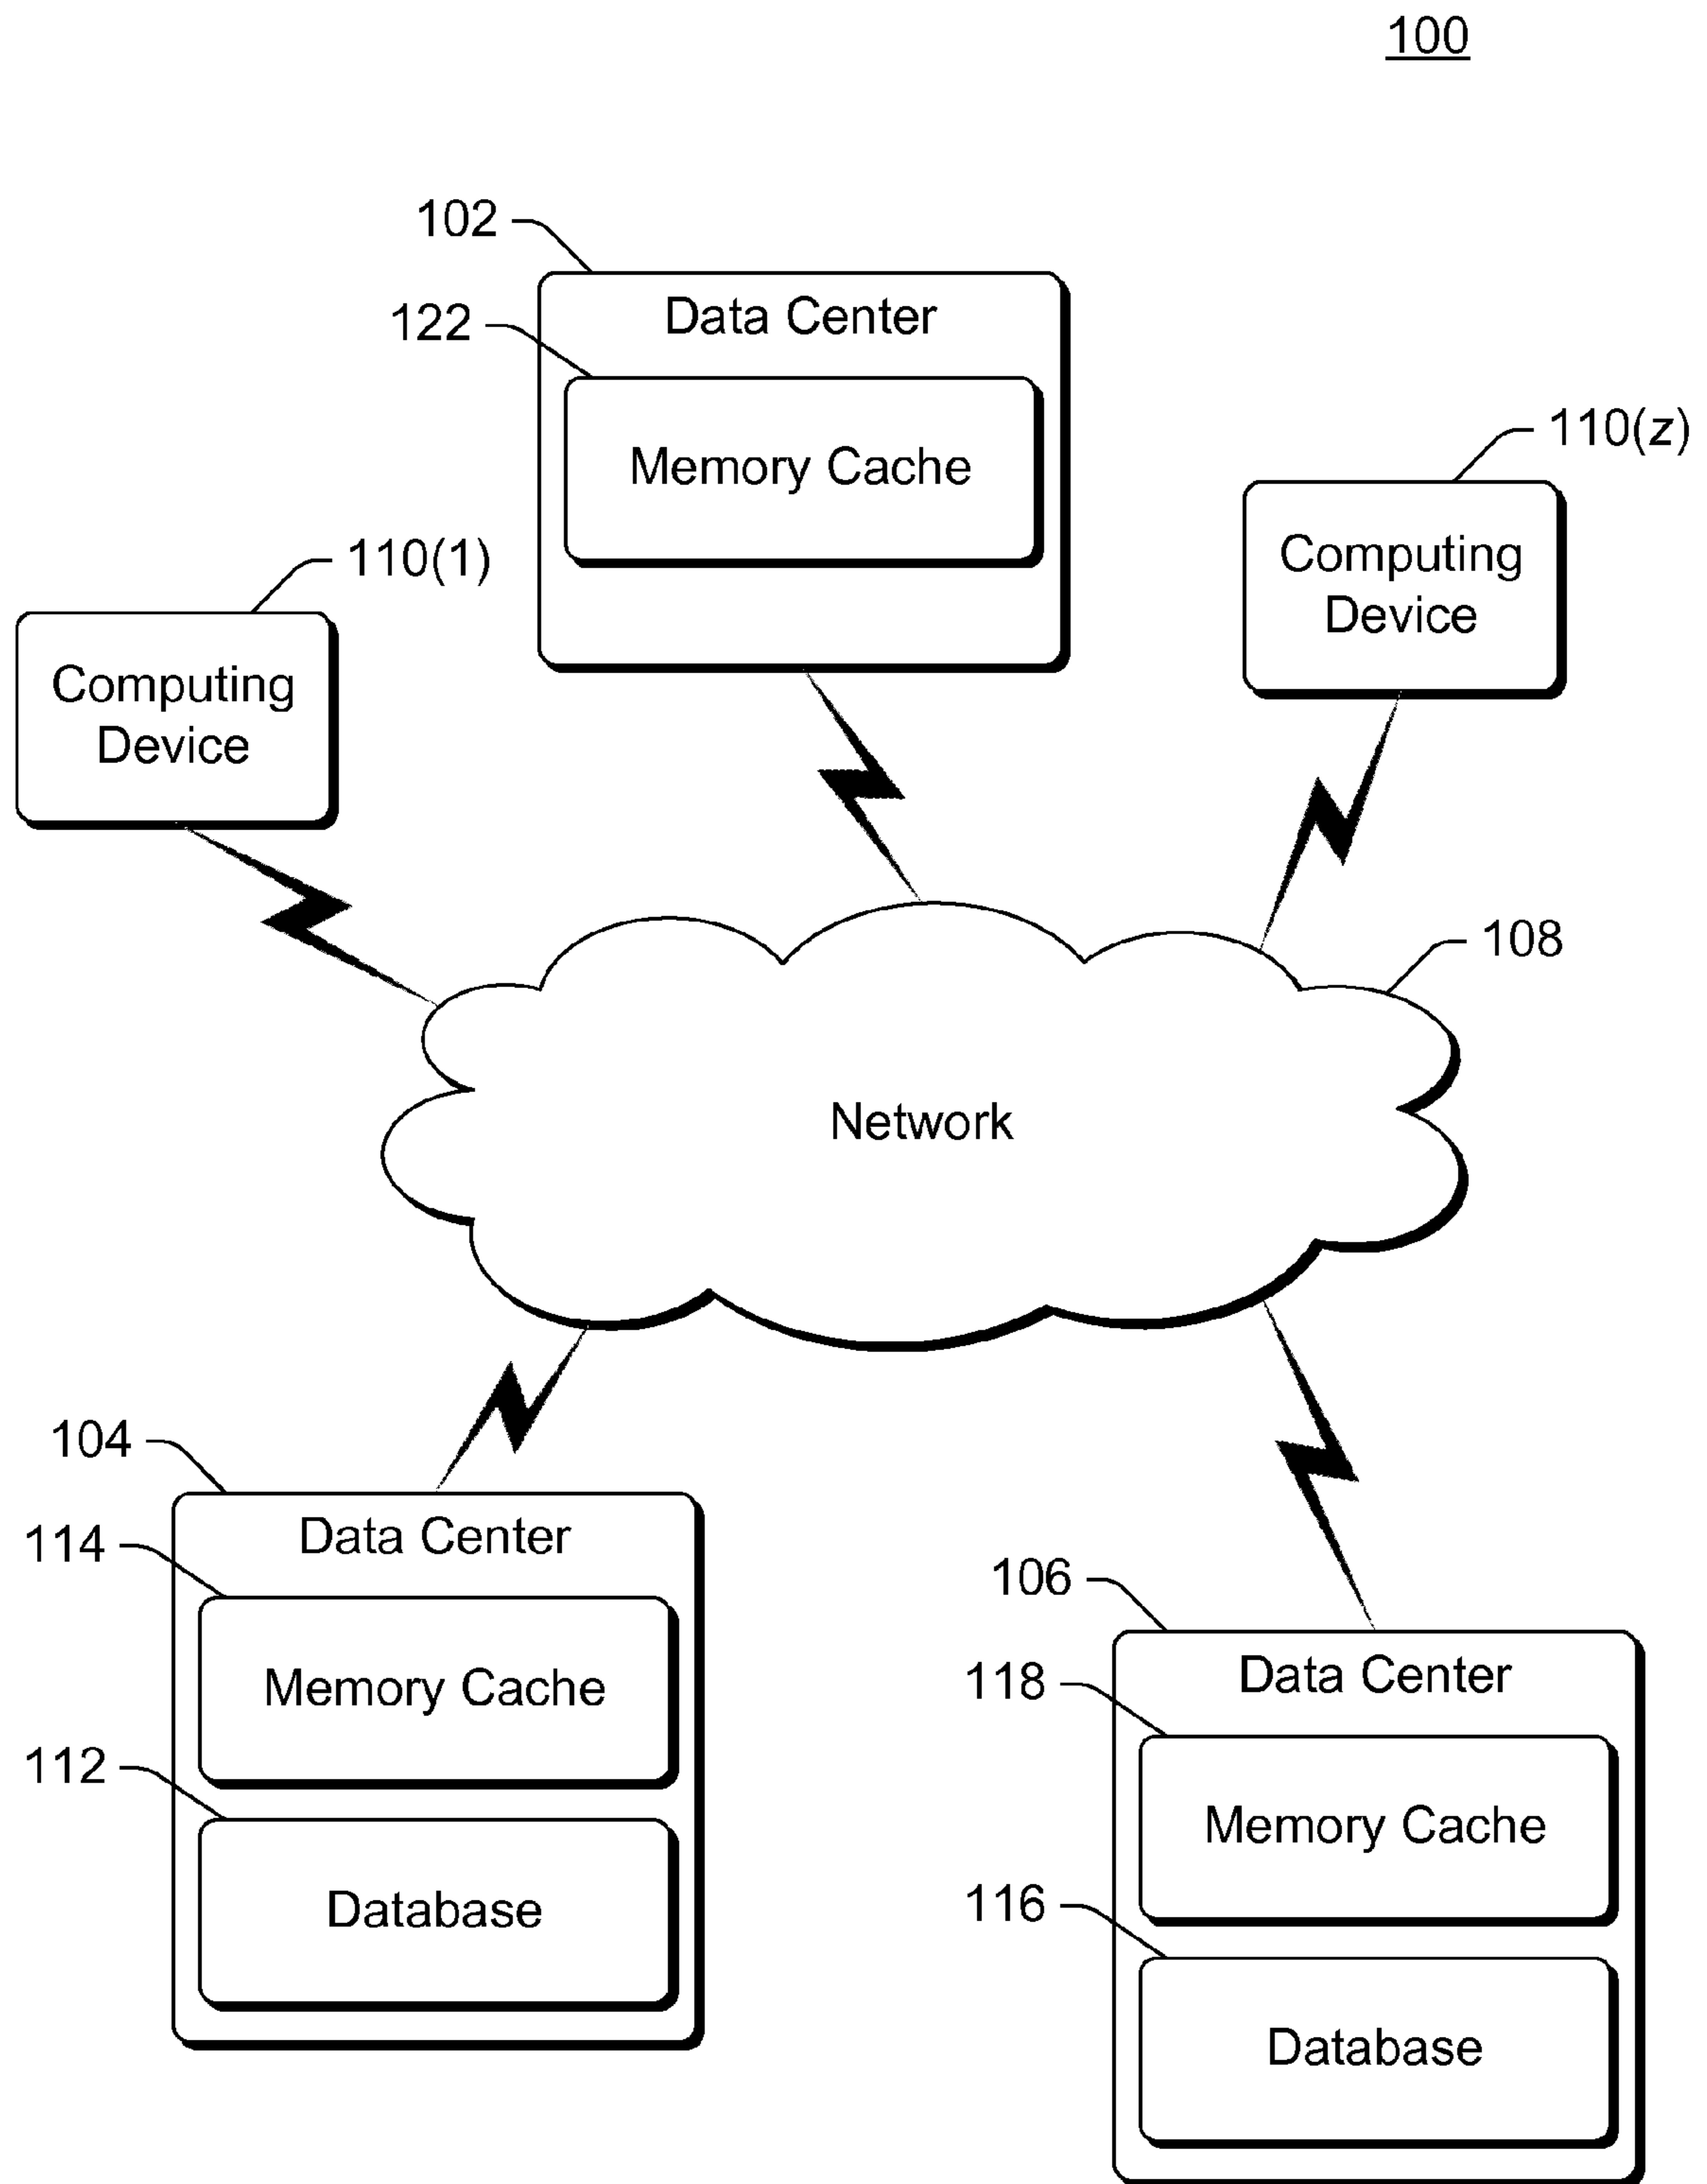 100
102
Data Center
122
Memory Cache
110(z)
Computing
Device
110(1)
Computing
Device
108
Network
104
Data Center
114
Memory Cache
112
Database
106
Data Center
118
Memory Cache
116
Database